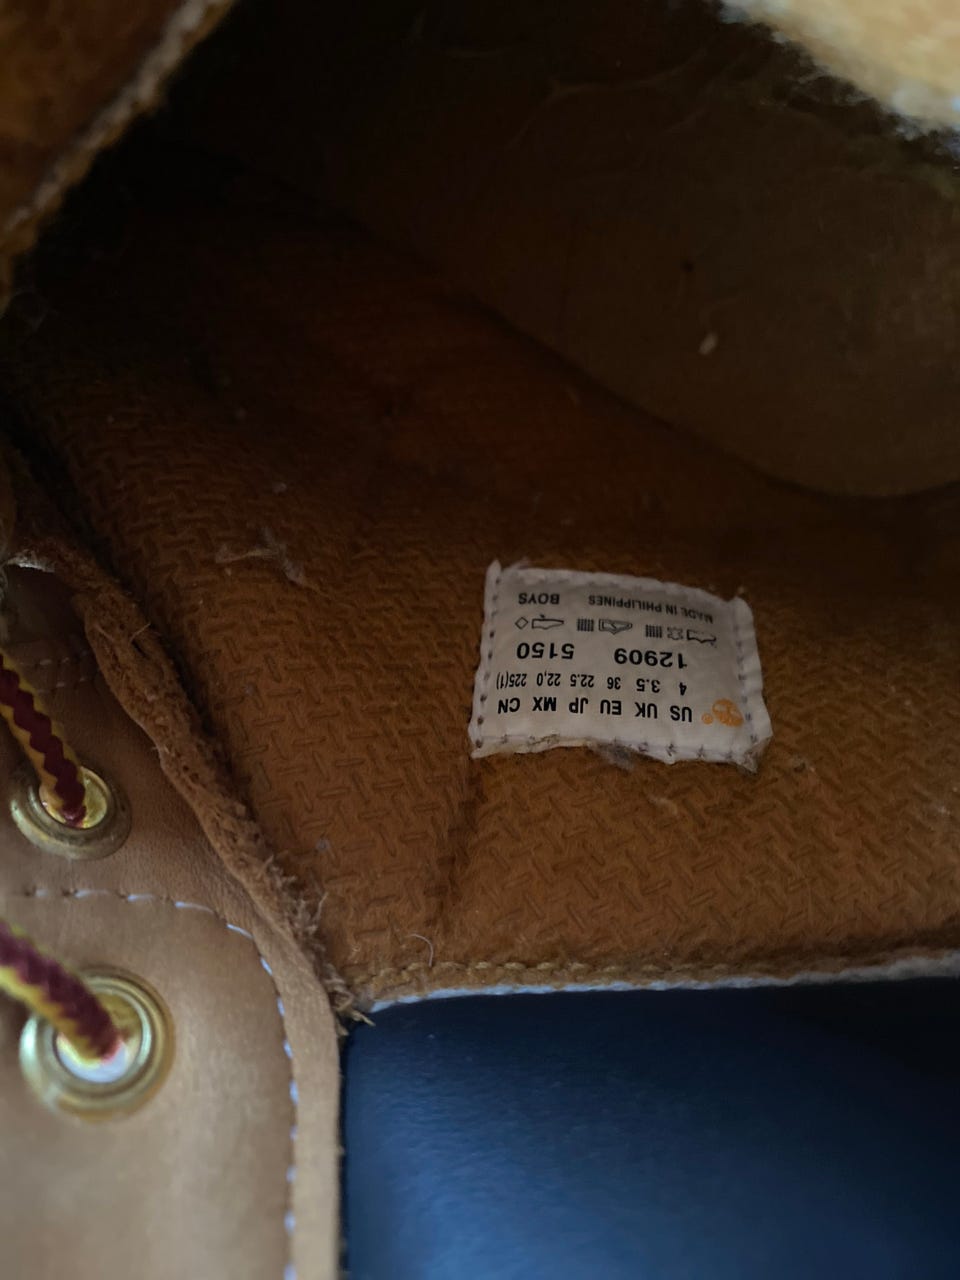 US UK EU JP MX CN
4 3.5 36 22.5 22,0 225(1)
12909 5150
MADE IN PHILIPPINES BOYS